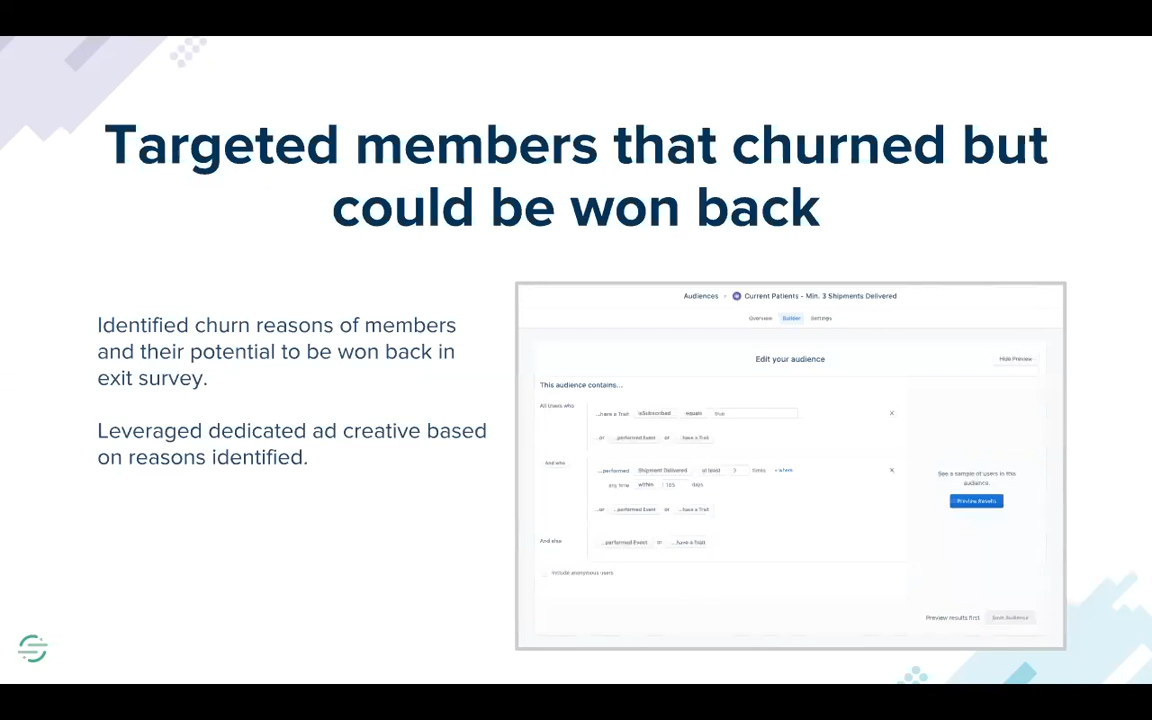 Targeted members that churned but
could be won back
Identified churn reasons of members
and their potential to be won back in
exit survey.
Leveraged dedicated ad creative based
on reasons identified.
Audiences
Current Patients - Min. 3 Shipments Delivered
Overview Builder Settings
Edit your audience
Hide Preview
This audience contains...
All users who
...have a Trait isSubscribed equals true
...or ...performed Event or ...have a Trait
And who
...performed Shipment Delivered at least 3 times + where
any time within 185 days
...or ...performed Event or ...have a Trait
And also
...performed Event or ...have a Trait
Include anonymous users
See a sample of users in this
audience.
Preview Results
Preview results first Save Audience